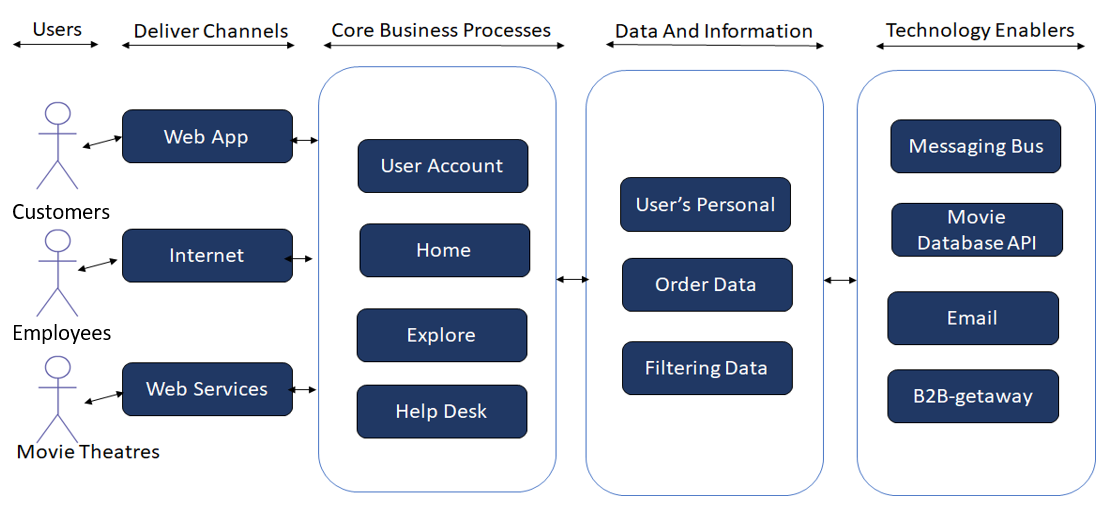 Users
Deliver Channels
Core Business Processes
Data And Information
Technology Enablers
Customers
Employees
Movie Theatres
Web App
Internet
Web Services
User Account
Home
Explore
Help Desk
User’s Personal
Order Data
Filtering Data
Messaging Bus
Movie
Database API
Email
B2B-getaway